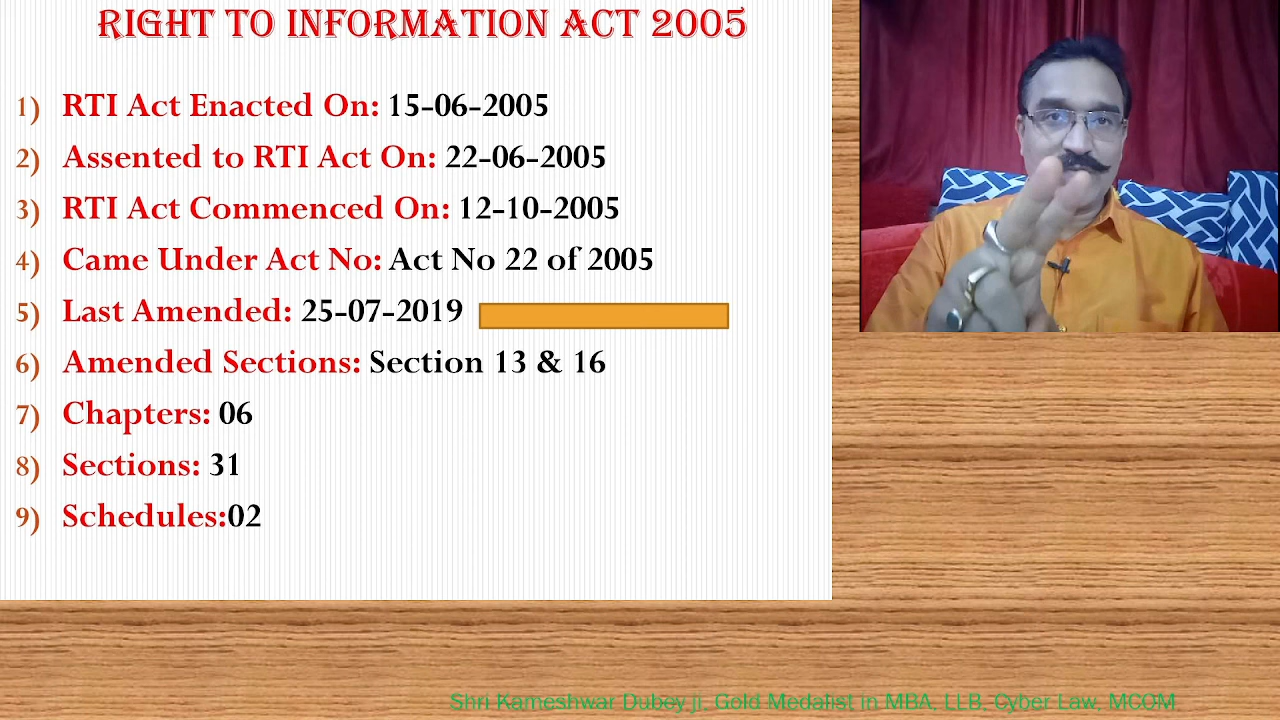 RIGHT TO INFORMATION ACT 2005
1) RTI Act Enacted On: 15-06-2005
2) Assented to RTI Act On: 22-06-2005
3) RTI Act Commenced On: 12-10-2005
4) Came Under Act No: Act No 22 of 2005
5) Last Amended: 25-07-2019
6) Amended Sections: Section 13 & 16
7) Chapters: 06
8) Sections: 31
9) Schedules:02
Shri Kameshwar Dubey ji, Gold Medalist in MBA, LLB, Cyber Law, MCOM